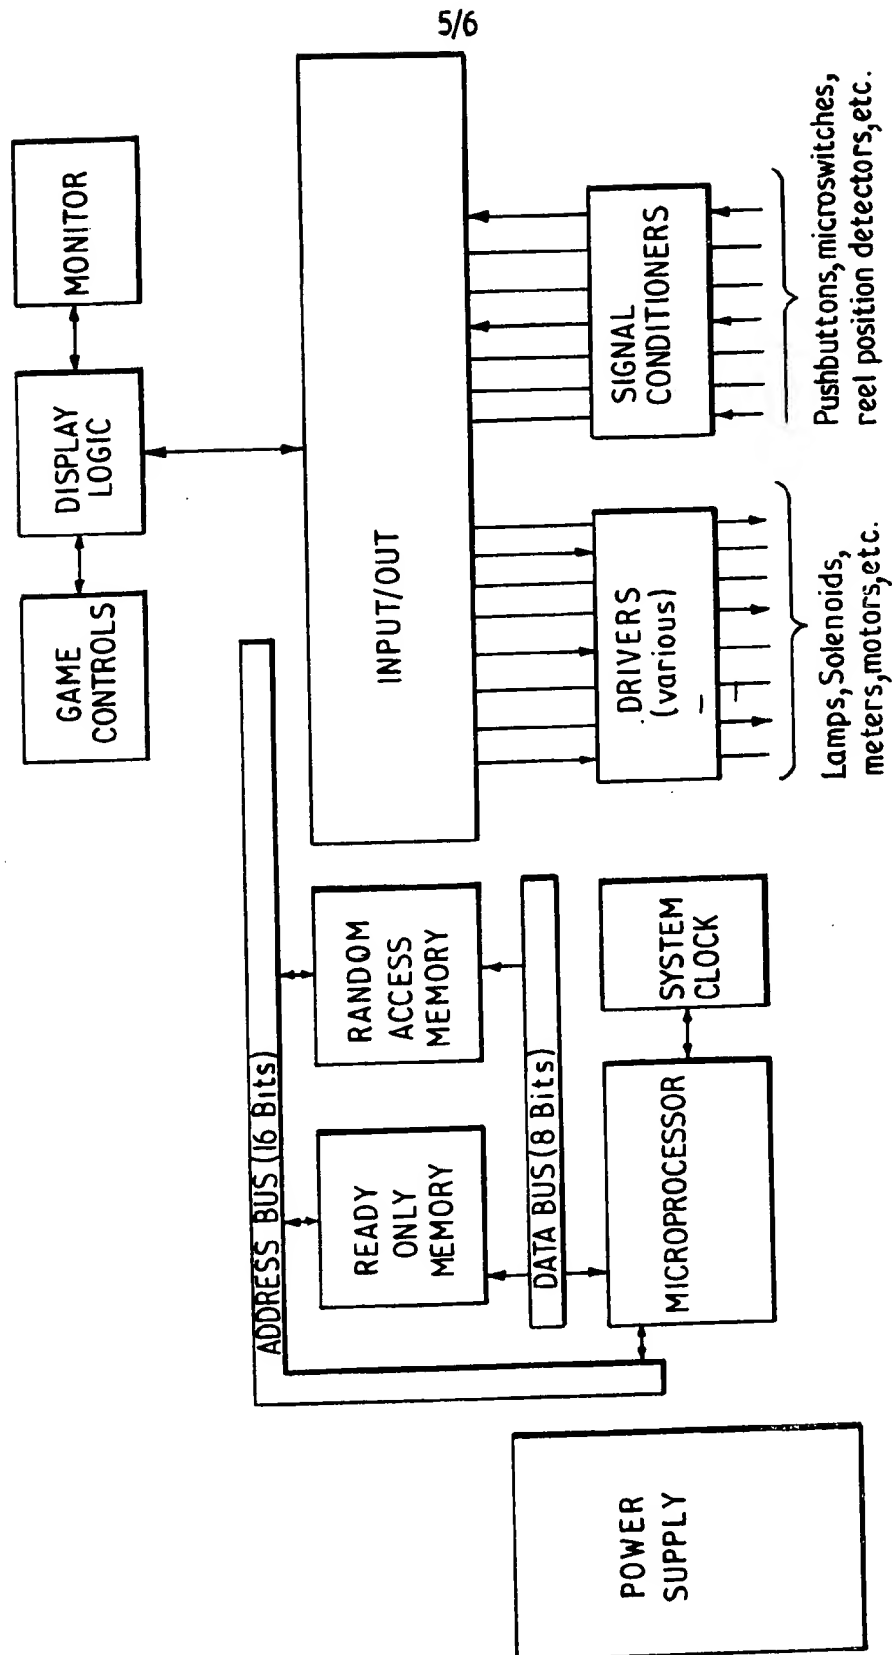 5/6
MONITOR
DISPLAY
LOGIC
GAME
CONTROLS
INPUT/OUT
SIGNAL
CONDITIONERS
Pushbuttons, microswitches,
reel position detectors, etc.
DRIVERS
(various)
Lamps, Solenoids,
meters, motors, etc.
ADDRESS BUS (16 Bits)
RANDOM
ACCESS
MEMORY
READY
ONLY
MEMORY
DATA BUS (8 Bits)
SYSTEM
CLOCK
MICROPROCESSOR
POWER
SUPPLY